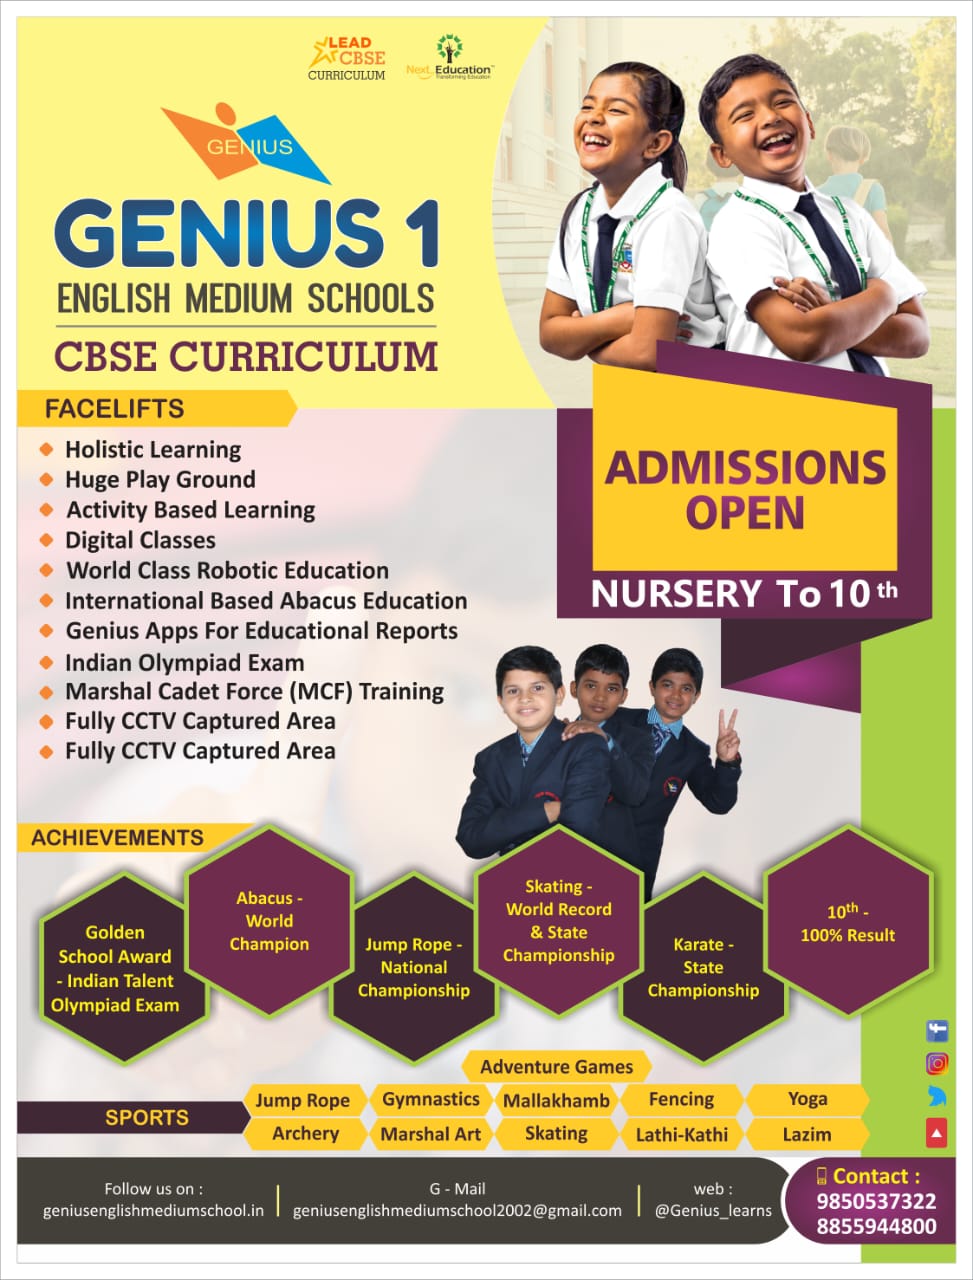 LEAD
CBSE
CURRICULUM
Next Education™
Transforming Education
GENIUS
GENIUS 1
ENGLISH MEDIUM SCHOOLS
CBSE CURRICULUM
FACELIFTS
Holistic Learning
Huge Play Ground
Activity Based Learning
Digital Classes
World Class Robotic Education
International Based Abacus Education
Genius Apps For Educational Reports
Indian Olympiad Exam
Marshal Cadet Force (MCF) Training
Fully CCTV Captured Area
Fully CCTV Captured Area
ADMISSIONS
OPEN
NURSERY To 10 th
ACHIEVEMENTS
Golden
School Award
- Indian Talent
Olympiad Exam
Abacus -
World
Champion
Jump Rope -
National
Championship
Skating -
World Record
& State
Championship
Karate -
State
Championship
10th -
100% Result
SPORTS
Adventure Games
Jump Rope
Gymnastics
Mallakhamb
Fencing
Yoga
Archery
Marshal Art
Skating
Lathi-Kathi
Lazim
Follow us on :
geniusenglishmediumschool.in
G - Mail
geniusenglishmediumschool2002@gmail.com
web :
@Genius_learns
Contact :
9850537322
8855944800